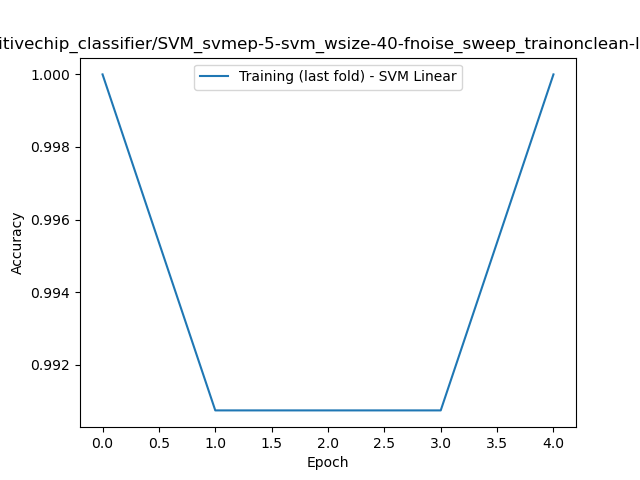 itivechip_classifier/SVM_svmep-5-svm_wsize-40-fnoise_sweep_trainonclean-l
Training (last fold) - SVM Linear
1.000
0.998
0.996
0.994
0.992
Accuracy
0.0 0.5 1.0 1.5 2.0 2.5 3.0 3.5 4.0
Epoch